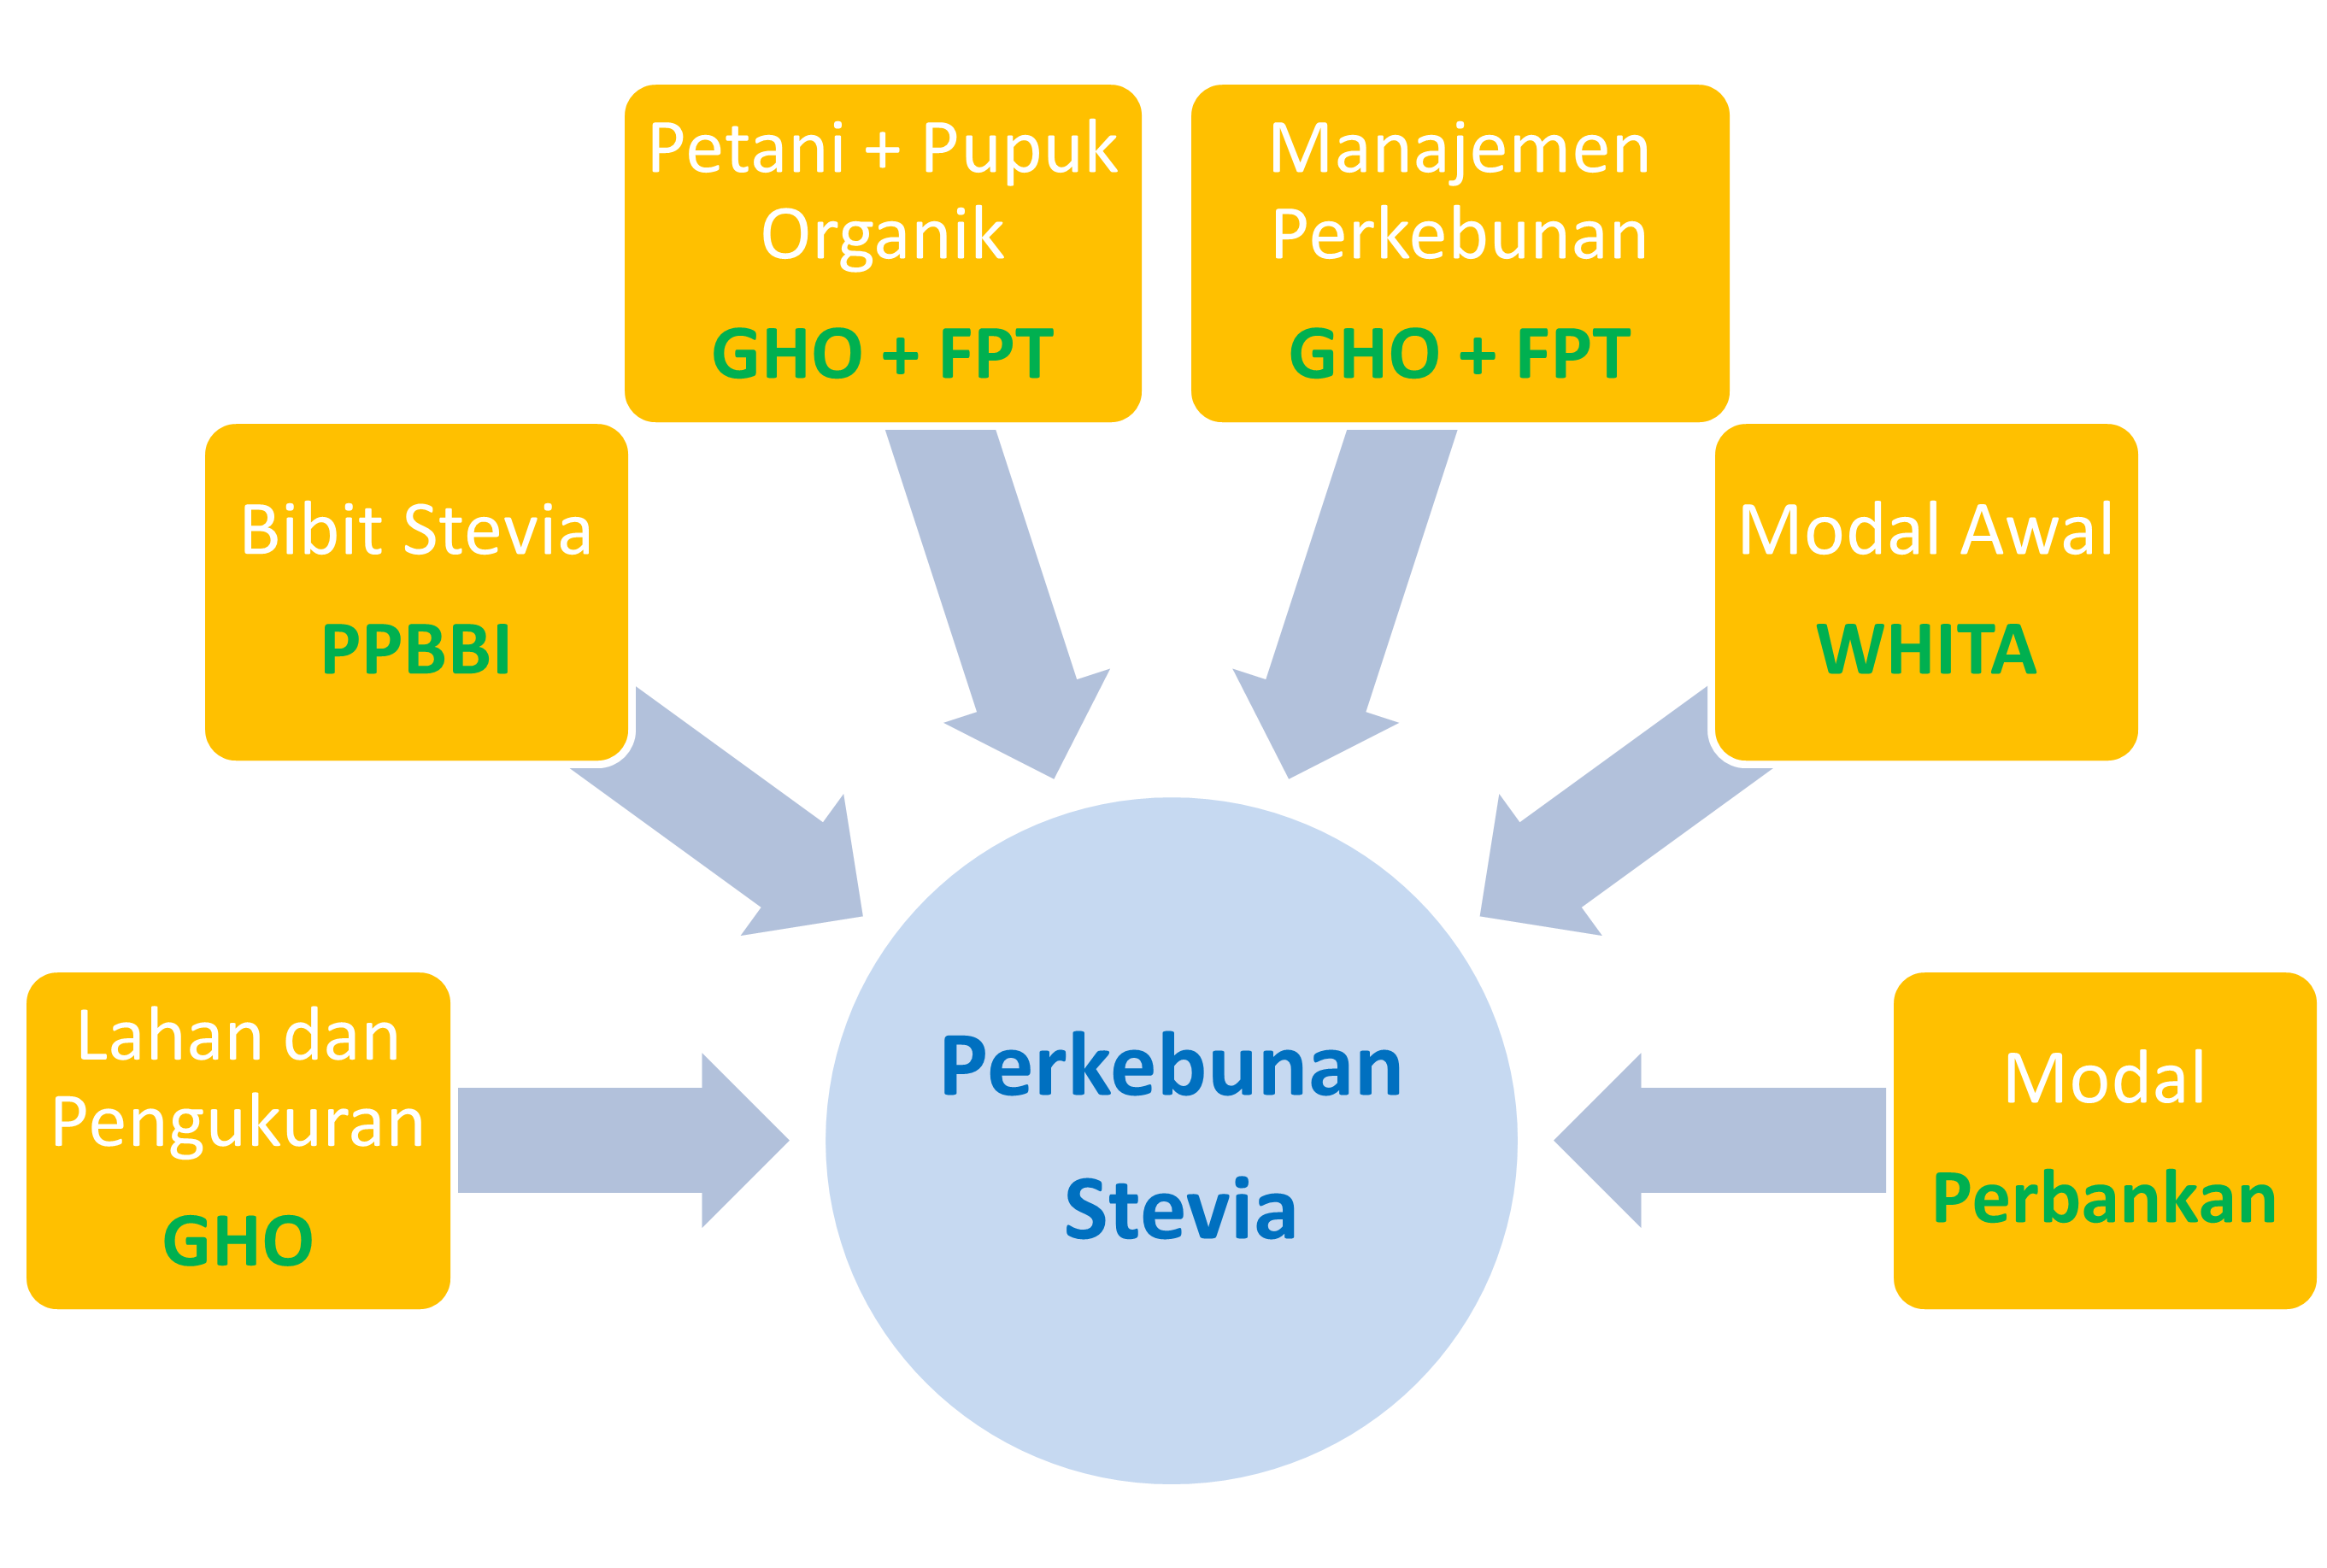 Petani + Pupuk
Organik
GHO + FPT
Manajemen
Perkebunan
GHO + FPT
Bibit Stevia
PPBBI
Modal Awal
WHITA
Lahan dan
Pengukuran
GHO
Perkebunan
Stevia
Modal
Perbankan